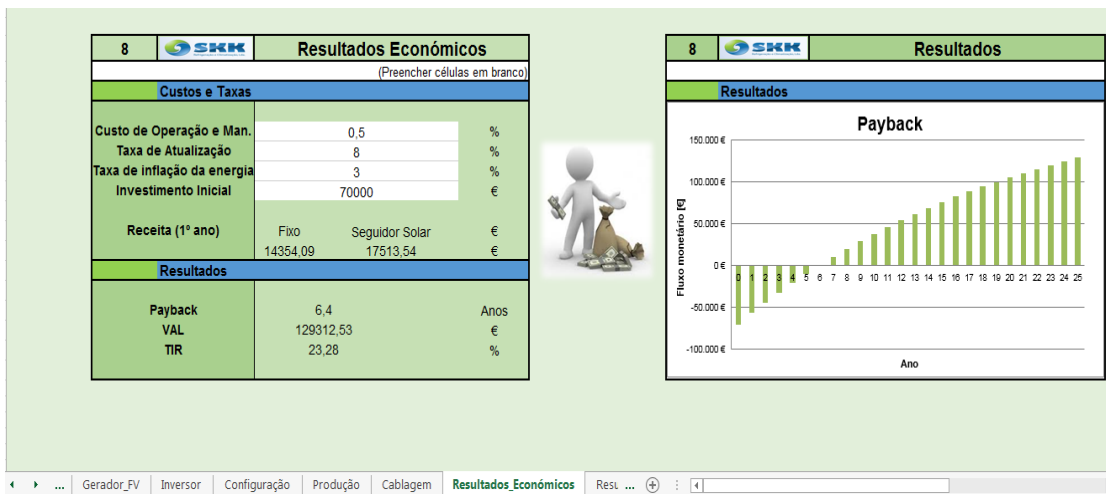 8 SKK Resultados Económicos
(Preencher células em branco)
Custos e Taxas
Custo de Operação e Man. 0,5 %
Taxa de Atualização 8 %
Taxa de inflação da energia 3 %
Investimento Inicial 70000 €
Receita (1º ano) Fixo Seguidor Solar €
14354,09 17513,54 €
Resultados
Payback 6,4 Anos
VAL 129312,53 €
TIR 23,28 %
8 SKK Resultados
Resultados
Payback
150.000 €
100.000 €
50.000 €
0 €
-50.000 €
-100.000 €
Fluxo monetário [€]
0 1 2 3 4 5 6 7 8 9 10 11 12 13 14 15 16 17 18 19 20 21 22 23 24 25
Ano
... Gerador_FV Inversor Configuração Produção Cablagem Resultados_Económicos Resu ...